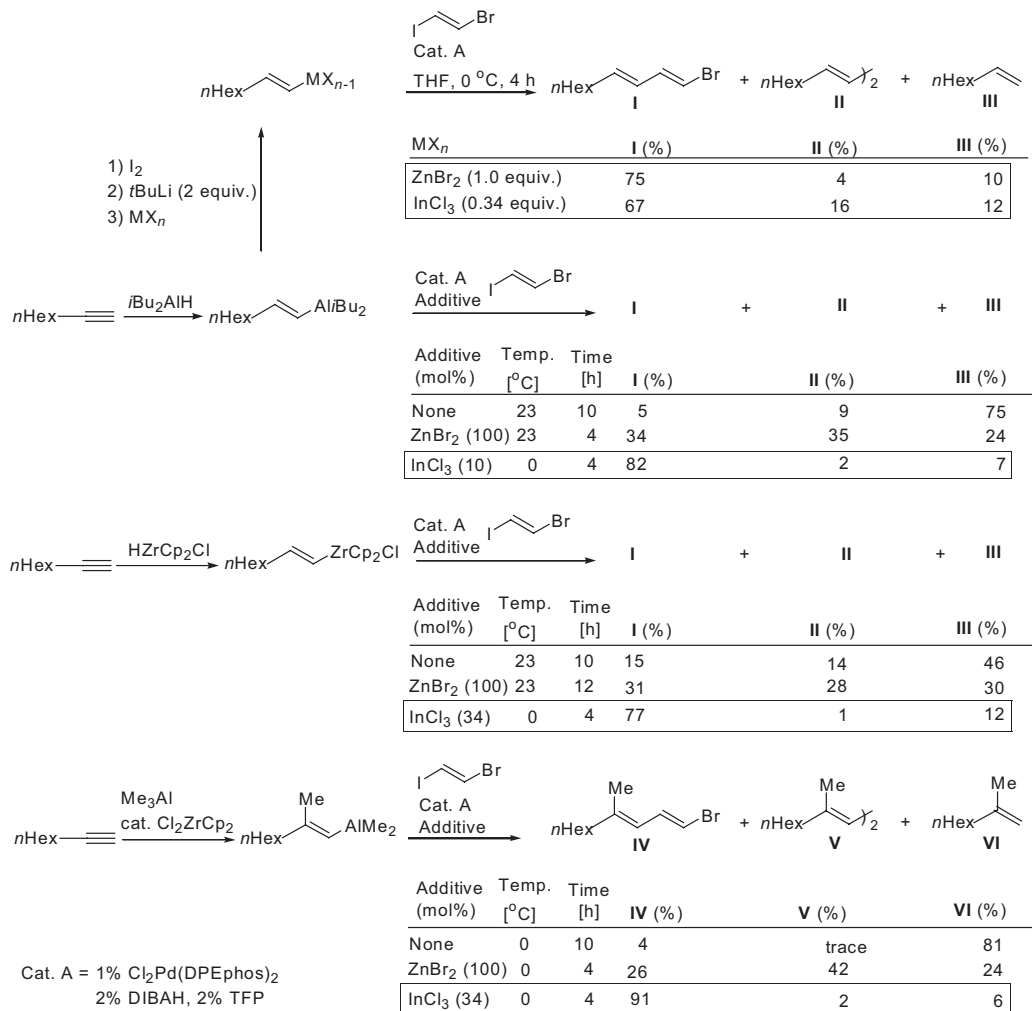 I Br
Cat. A
THF, 0 °C, 4 h
nHex MXn-1
nHex Br + nHex )2 + nHex
I II III
MXn I (%) II (%) III (%)
ZnBr2 (1.0 equiv.) 75 4 10
InCl3 (0.34 equiv.) 67 16 12
1) I2
2) tBuLi (2 equiv.)
3) MXn
nHex iBu2AlH nHex AliBu2
Cat. A I Br
Additive
I + II + III
Additive (mol%) Temp. [°C] Time [h] I (%) II (%) III (%)
None 23 10 5 9 75
ZnBr2 (100) 23 4 34 35 24
InCl3 (10) 0 4 82 2 7
nHex HZrCp2Cl nHex ZrCp2Cl
Cat. A I Br
Additive
I + II + III
Additive (mol%) Temp. [°C] Time [h] I (%) II (%) III (%)
None 23 10 15 14 46
ZnBr2 (100) 23 12 31 28 30
InCl3 (34) 0 4 77 1 12
nHex Me3Al
cat. Cl2ZrCp2
Me
nHex AlMe2
I Br
Cat. A
Additive
Me Me Me
nHex Br + nHex )2 + nHex
IV V VI
Additive (mol%) Temp. [°C] Time [h] IV (%) V (%) VI (%)
None 0 10 4 trace 81
ZnBr2 (100) 0 4 26 42 24
InCl3 (34) 0 4 91 2 6
Cat. A = 1% Cl2Pd(DPEphos)2
2% DIBAH, 2% TFP